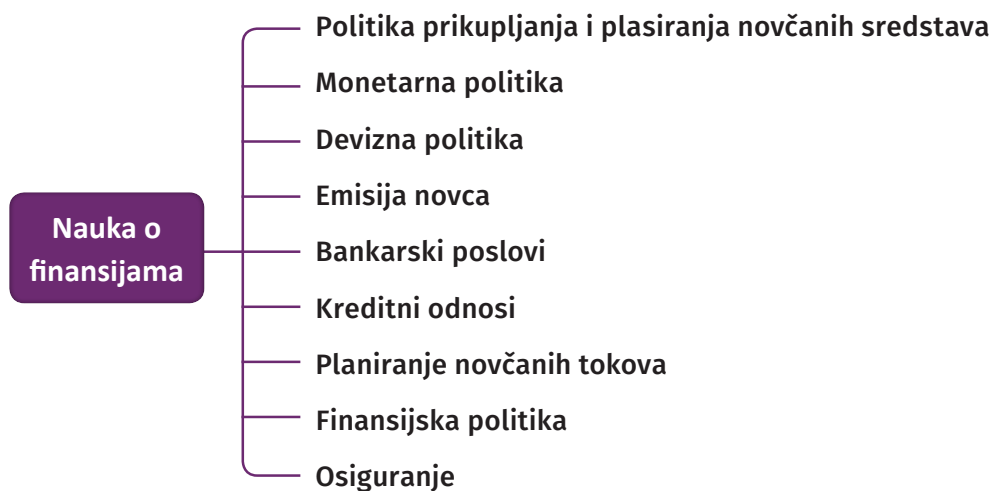 Politika prikupljanja i plasiranja novčanih sredstava
Monetarna politika
Devizna politika
Emisija novca
Nauka o
finansijama
Bankarski poslovi
Kreditni odnosi
Planiranje novčanih tokova
Finansijska politika
Osiguranje